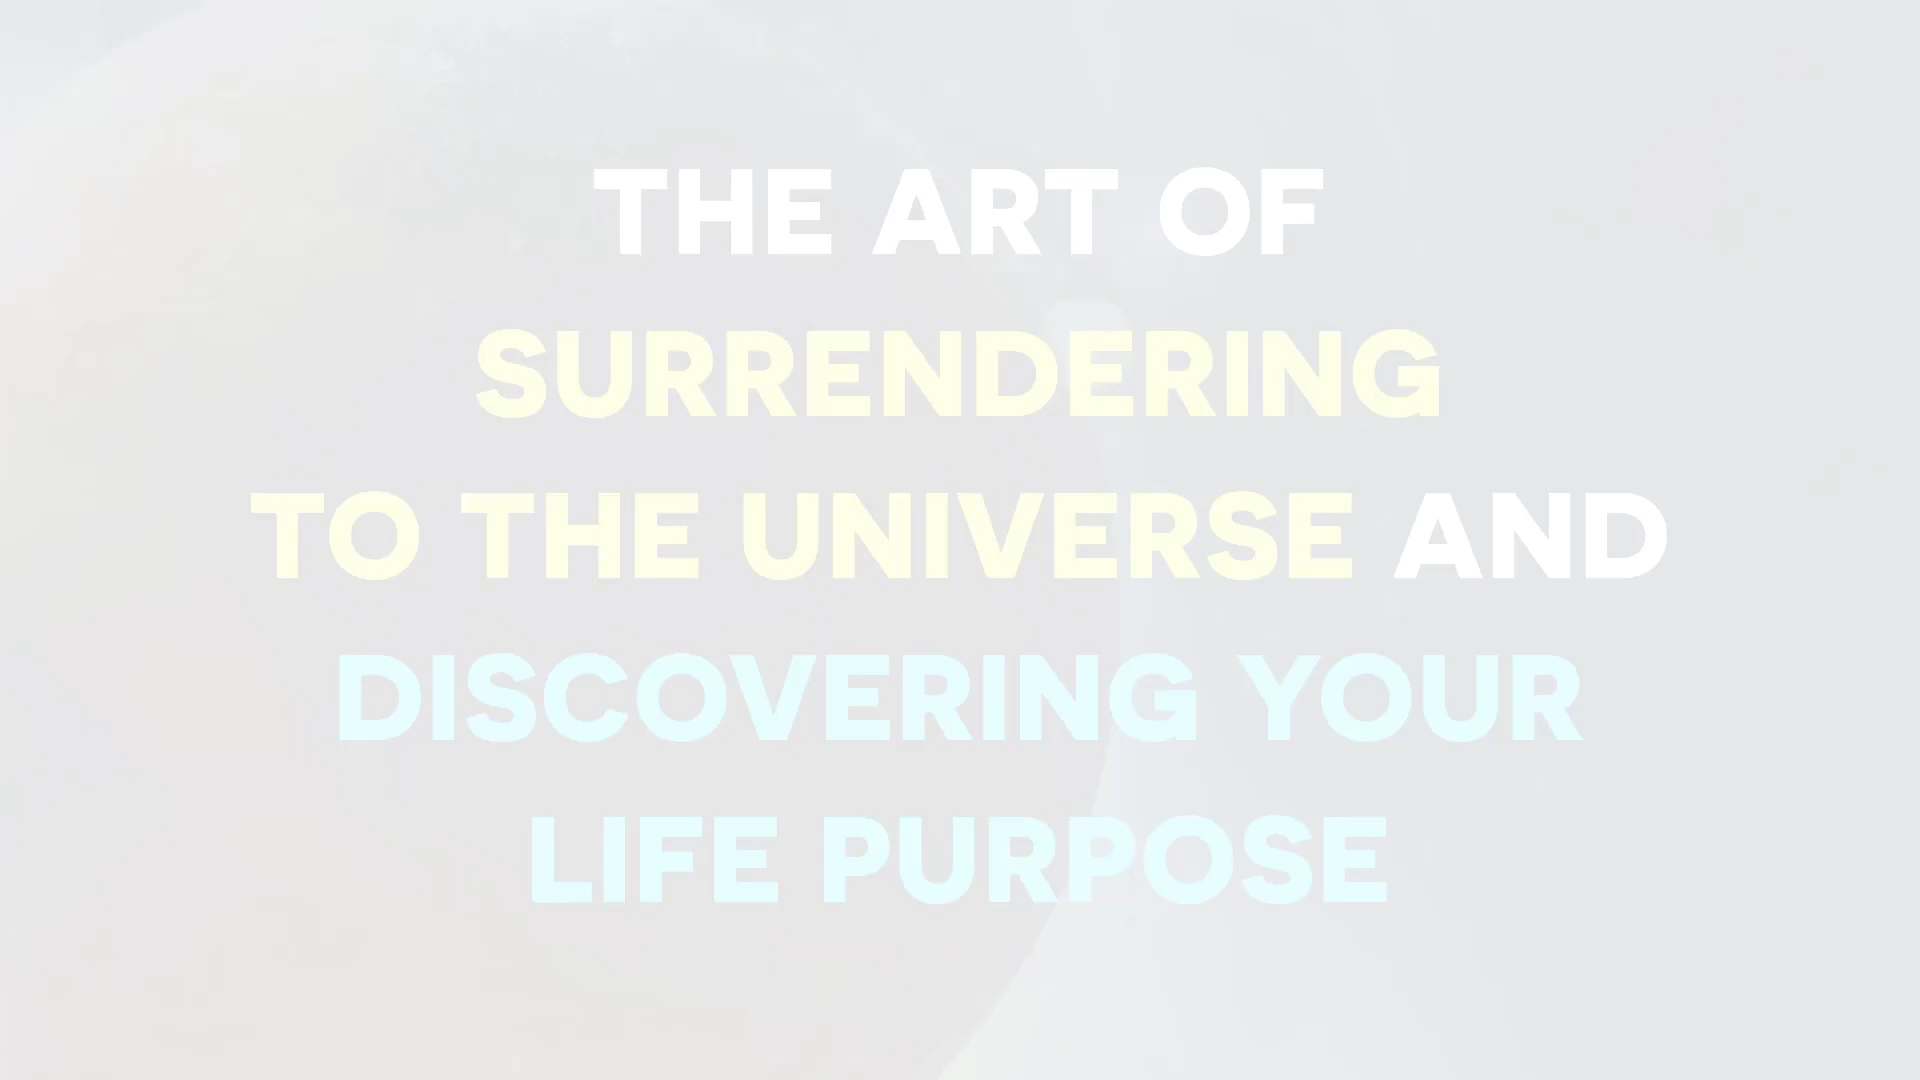 THE ART OF
SURRENDERING
TO THE UNIVERSE AND
DISCOVERING YOUR
LIFE PURPOSE